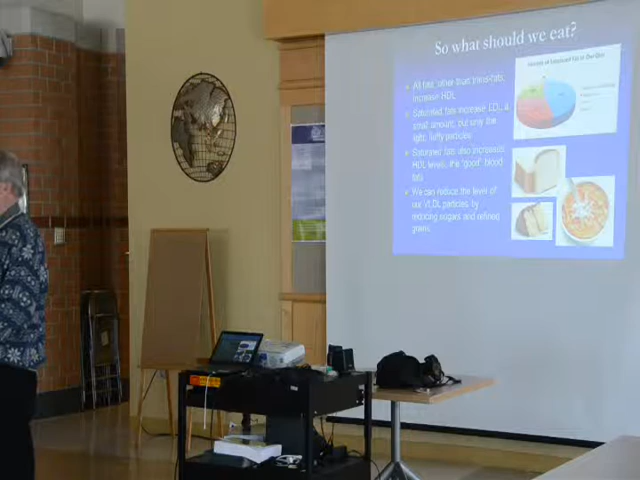 So what should we eat?
All fats, other than trans-fats,
increase HDL
Saturated fats increase LDL a
small amount, but only the
light, fluffy particles
Saturated fats also increases
HDL levels, the "good" blood
fats
We can reduce the level of
our VLDL particles by
reducing sugars and refined
grains.